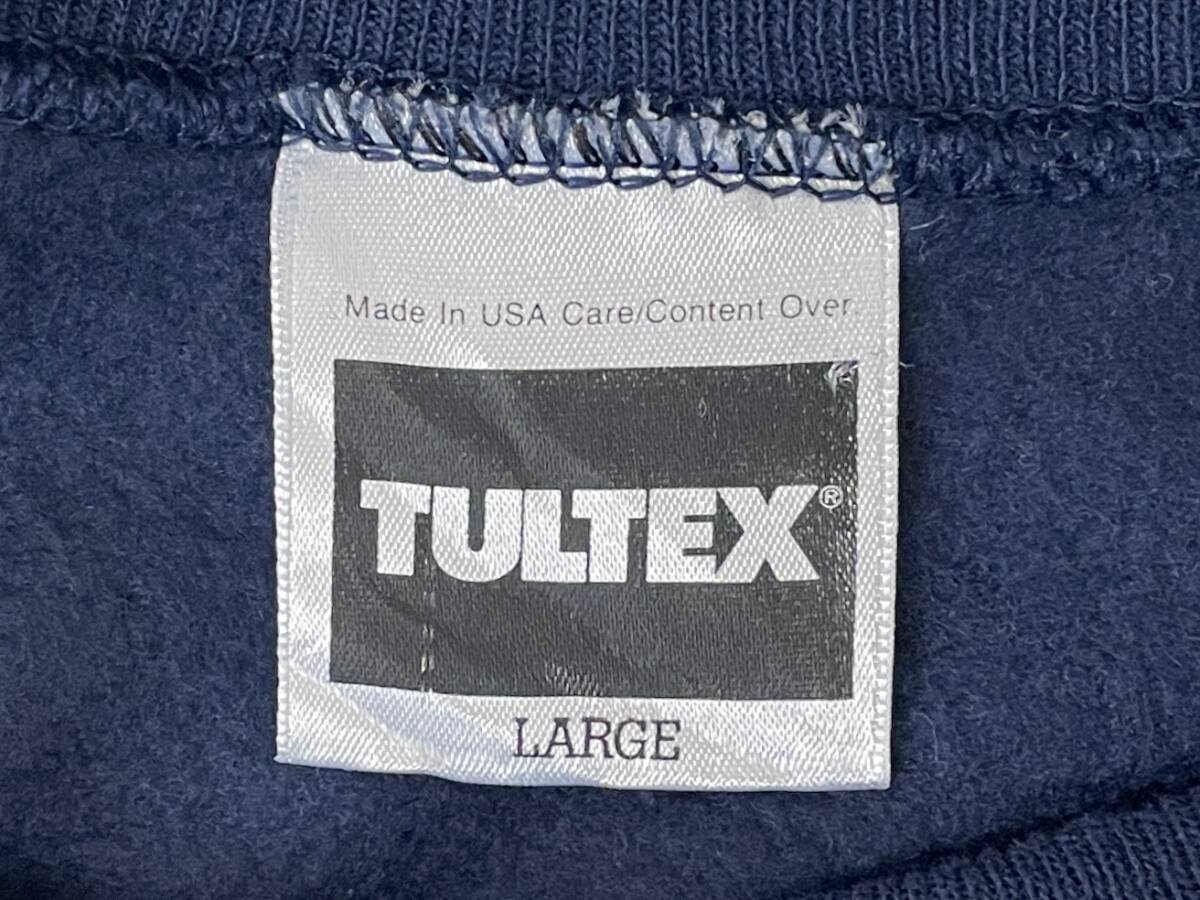 Made In USA Care/Content Over
TULTEX®
LARGE